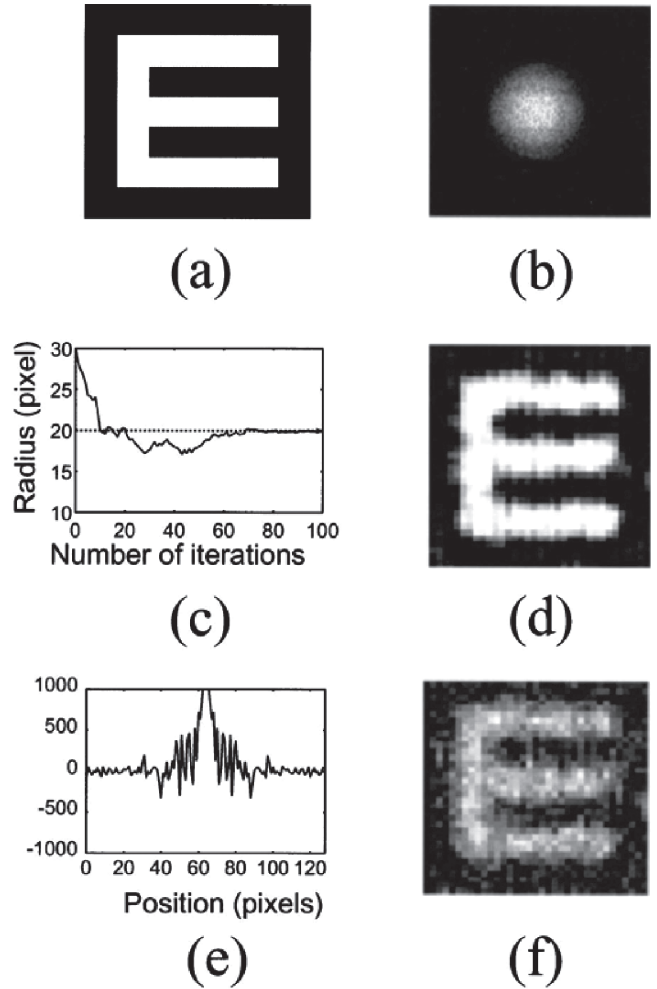 E
(a)
(b)
Radius (pixel)
30
25
20
15
10
0 20 40 60 80 100
Number of iterations
(c)
E
(d)
1000
500
0
-500
-1000
0 20 40 60 80 100 120
Position (pixels)
(e)
E
(f)